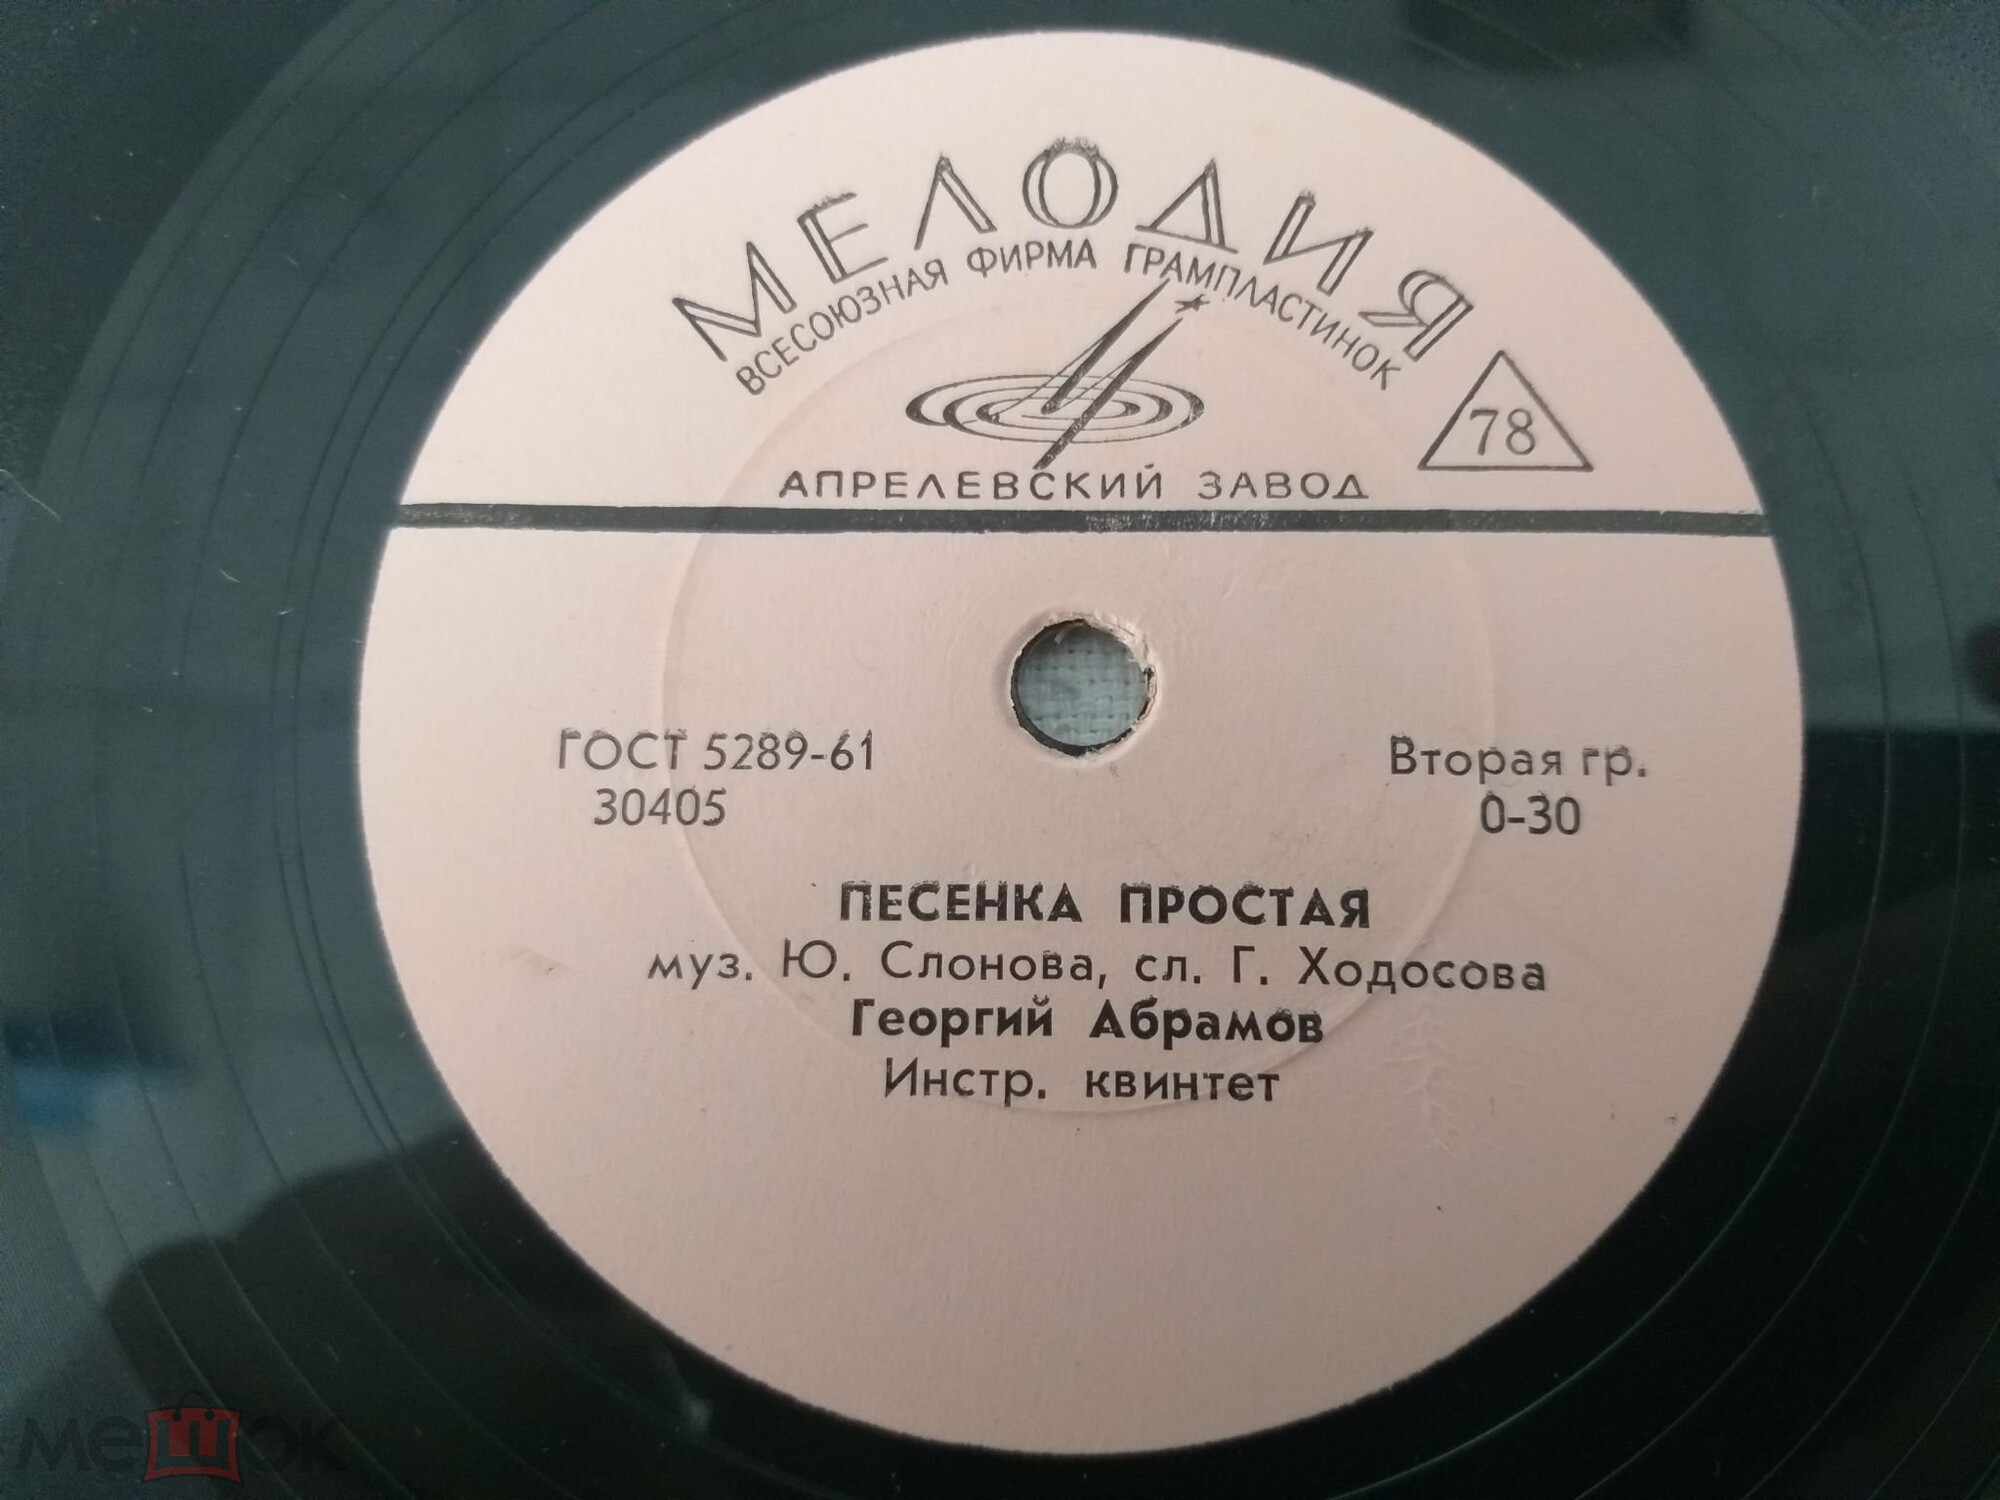 МЕЛОДИЯ
ВСЕСОЮЗНАЯ ФИРМА ГРАМПЛАСТИНОК
78
АПРЕЛЕВСКИЙ ЗАВОД
ГОСТ 5289-61
30405
Вторая гр.
0-30
ПЕСЕНКА ПРОСТАЯ
муз. Ю. Слонова, сл. Г. Ходосова
Георгий Абрамов
Инстр. квинтет
мешок